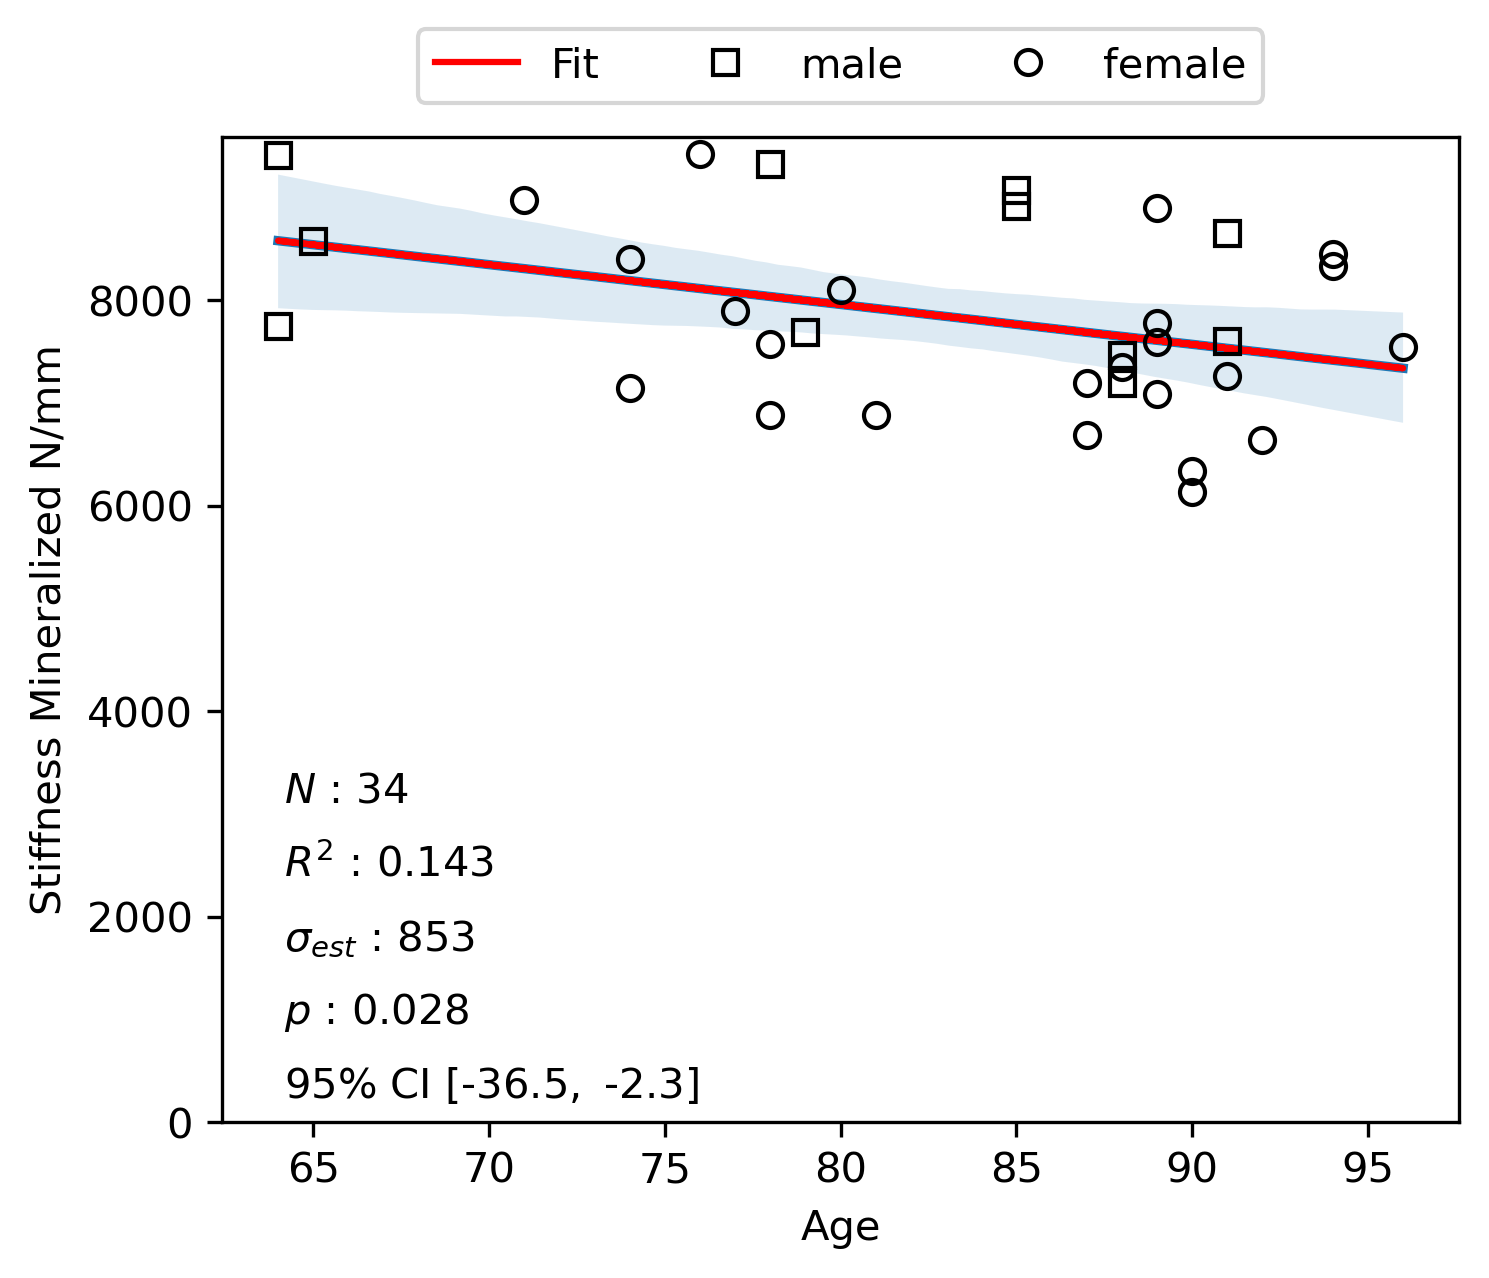 Fit male female
8000
6000
4000
2000
0
Stiffness Mineralized N/mm
N : 34
R² : 0.143
σest : 853
p : 0.028
95% CI [-36.5, -2.3]
65 70 75 80 85 90 95
Age